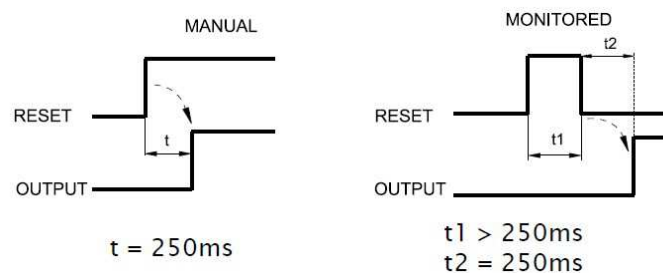 MANUAL
RESET
t
OUTPUT
t = 250ms
MONITORED
t2
RESET
t1
OUTPUT
t1 > 250ms
t2 = 250ms